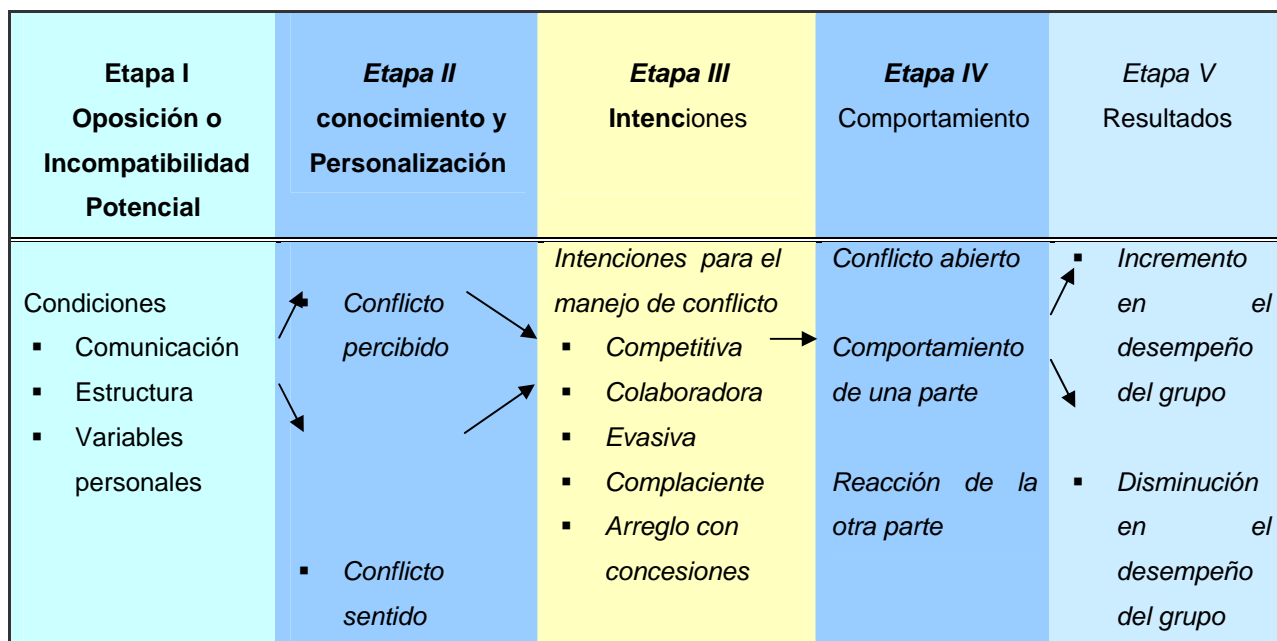 Etapa I
Oposición o
Incompatibilidad
Potencial
Etapa II
conocimiento y
Personalización
Etapa III
Intenciones
Etapa IV
Comportamiento
Etapa V
Resultados
Condiciones
▪ Comunicación
▪ Estructura
▪ Variables
personales
▪ Conflicto
percibido
▪ Conflicto
sentido
Intenciones para el
manejo de conflicto
▪ Competitiva
▪ Colaboradora
▪ Evasiva
▪ Complaciente
▪ Arreglo con
concesiones
Conflicto abierto
Comportamiento
de una parte
Reacción de la
otra parte
▪ Incremento
en el
desempeño
del grupo
▪ Disminución
en el
desempeño
del grupo